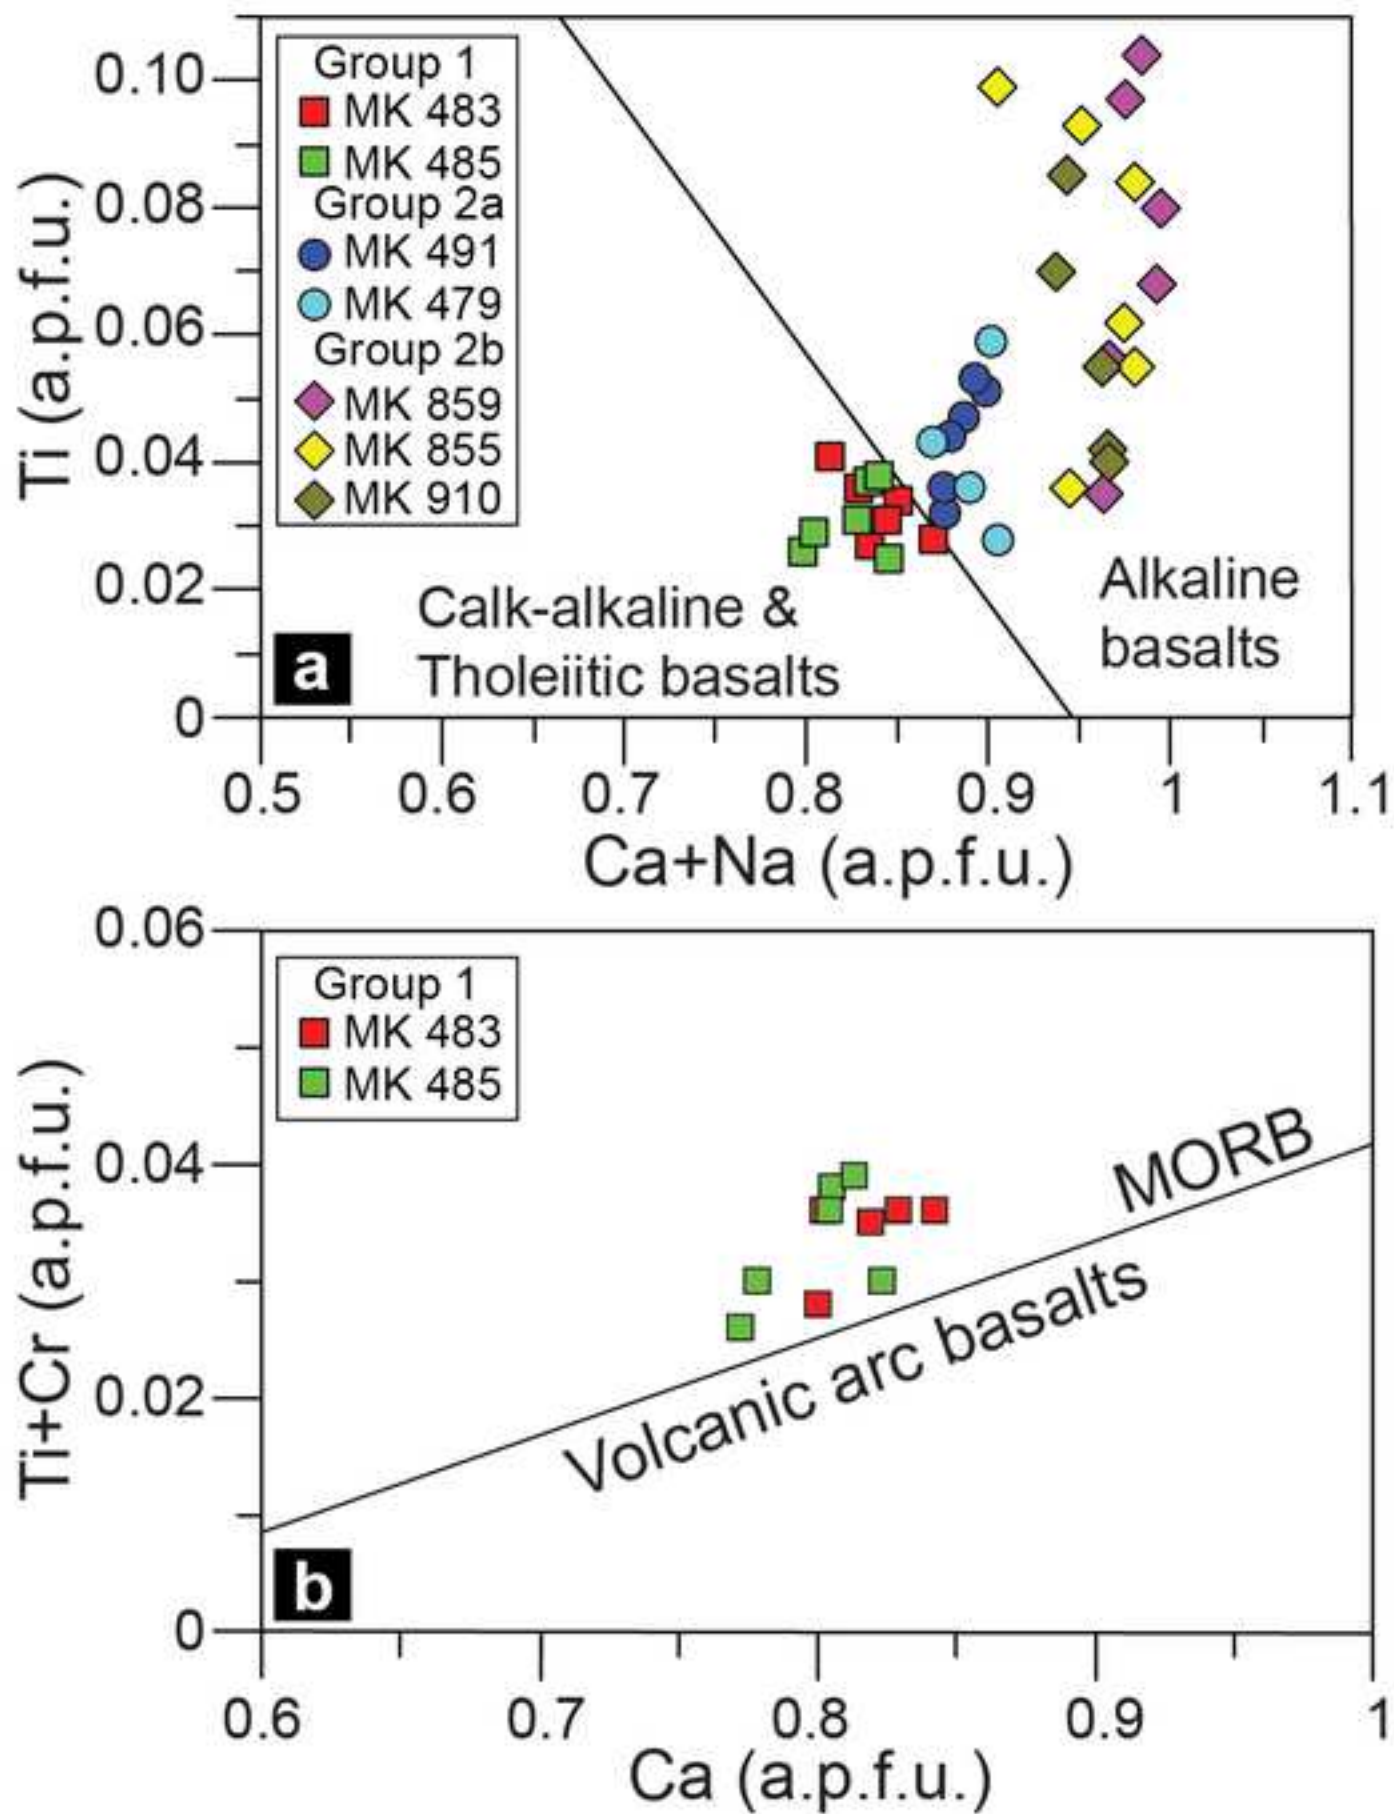 0.10
0.08
0.06
0.04
0.02
0
Ti (a.p.f.u.)
Group 1
MK 483
MK 485
Group 2a
MK 491
MK 479
Group 2b
MK 859
MK 855
MK 910
Calk-alkaline &
Tholeiitic basalts
Alkaline
basalts
a
0.5 0.6 0.7 0.8 0.9 1 1.1
Ca+Na (a.p.f.u.)
0.06
0.04
0.02
0
Ti+Cr (a.p.f.u.)
Group 1
MK 483
MK 485
MORB
Volcanic arc basalts
b
0.6 0.7 0.8 0.9 1
Ca (a.p.f.u.)